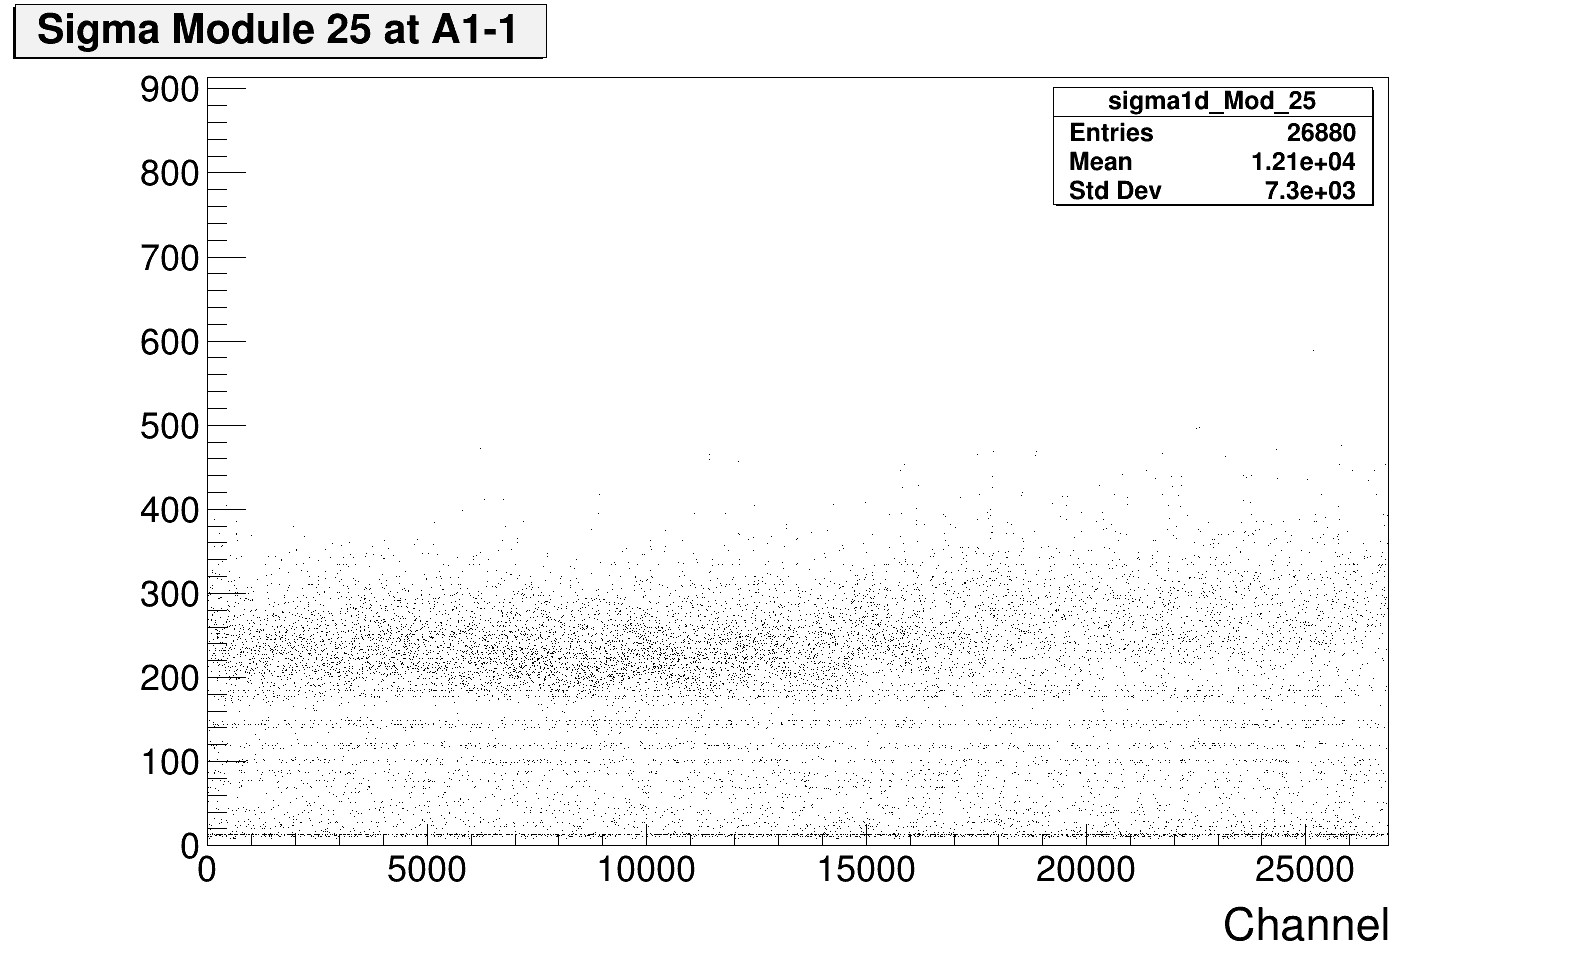 Sigma Module 25 at A1-1
sigma1d_Mod_25
Entries 26880
Mean 1.21e+04
Std Dev 7.3e+03
900
800
700
600
500
400
300
200
100
0
0 5000 10000 15000 20000 25000
Channel